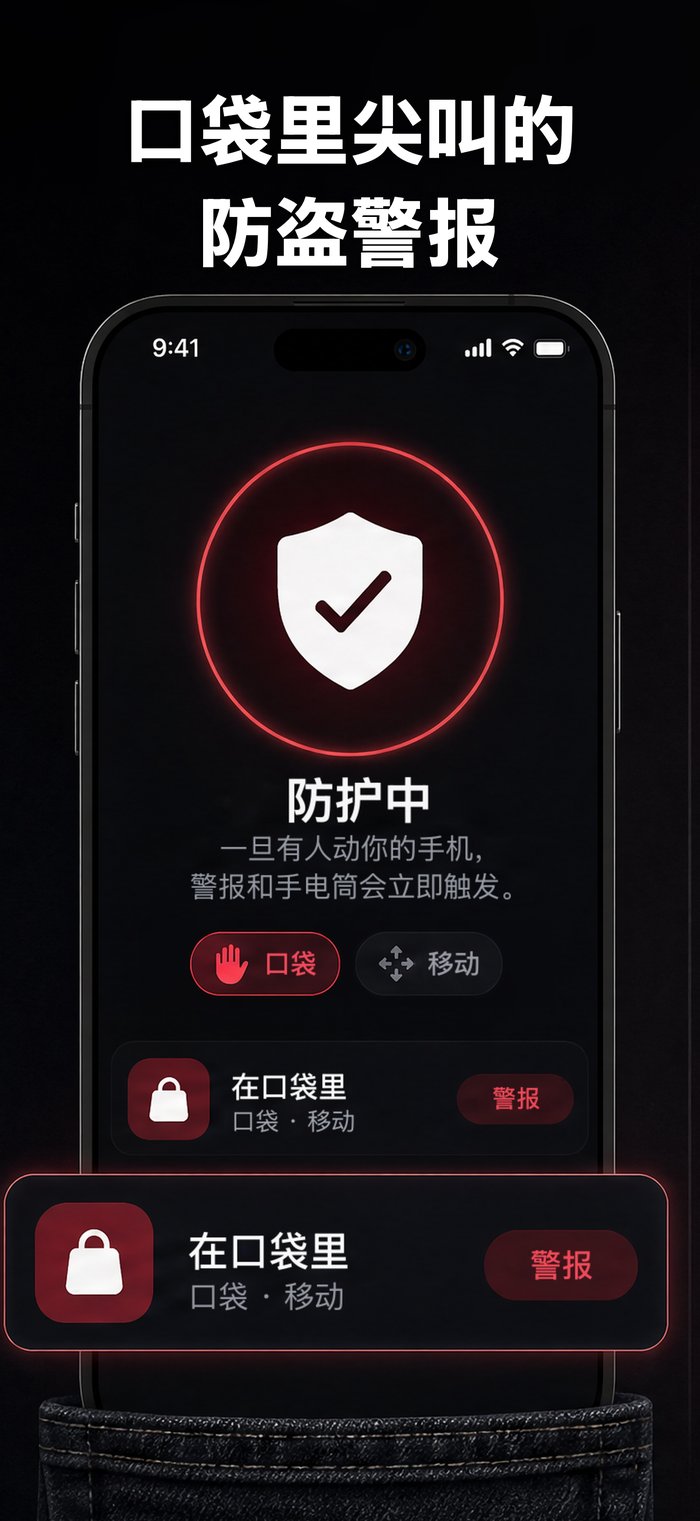 口袋里尖叫的
防盗警报
9:41
防护中
一旦有人动你的手机，
警报和手电筒会立即触发。
口袋
移动
在口袋里
口袋 · 移动
警报
在口袋里
口袋 · 移动
警报